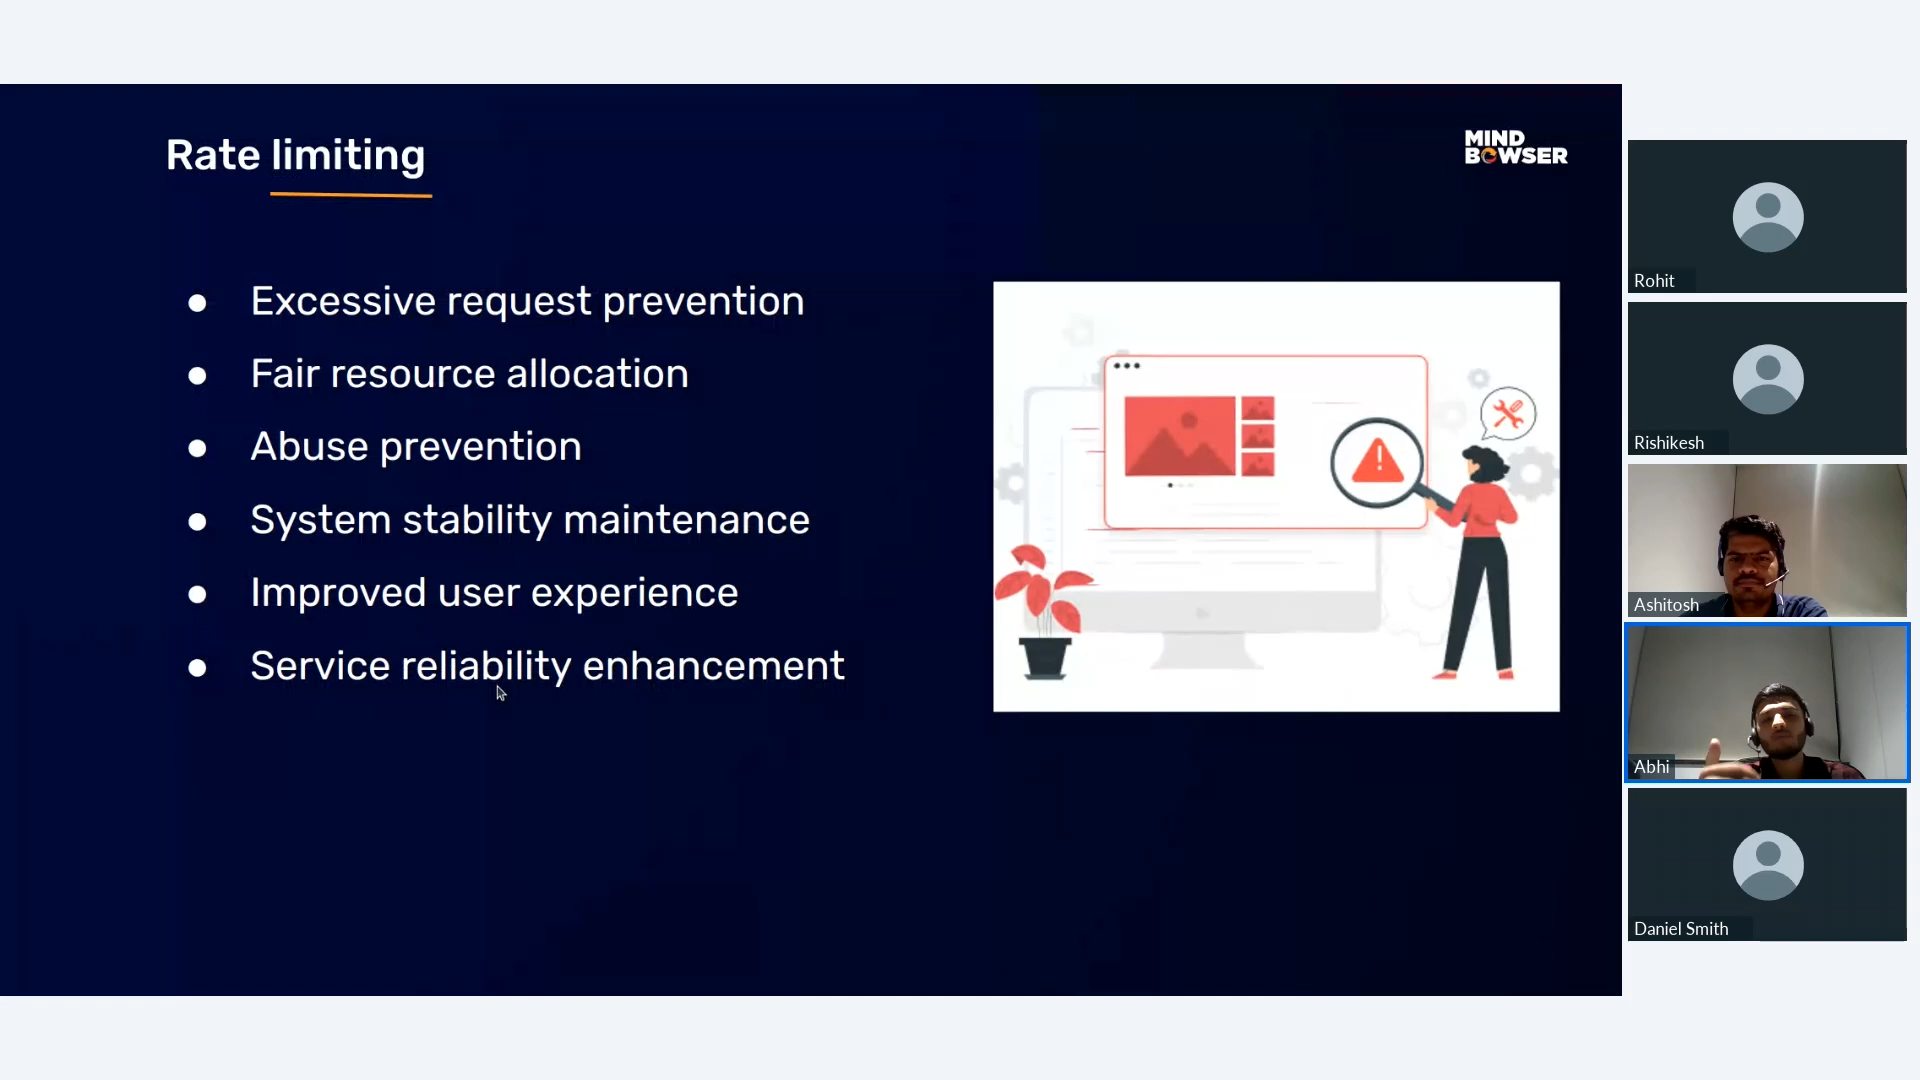 Rate limiting
MIND
BOWSER
● Excessive request prevention
● Fair resource allocation
● Abuse prevention
● System stability maintenance
● Improved user experience
● Service reliability enhancement
Rohit
Rishikesh
Ashitosh
Abhi
Daniel Smith